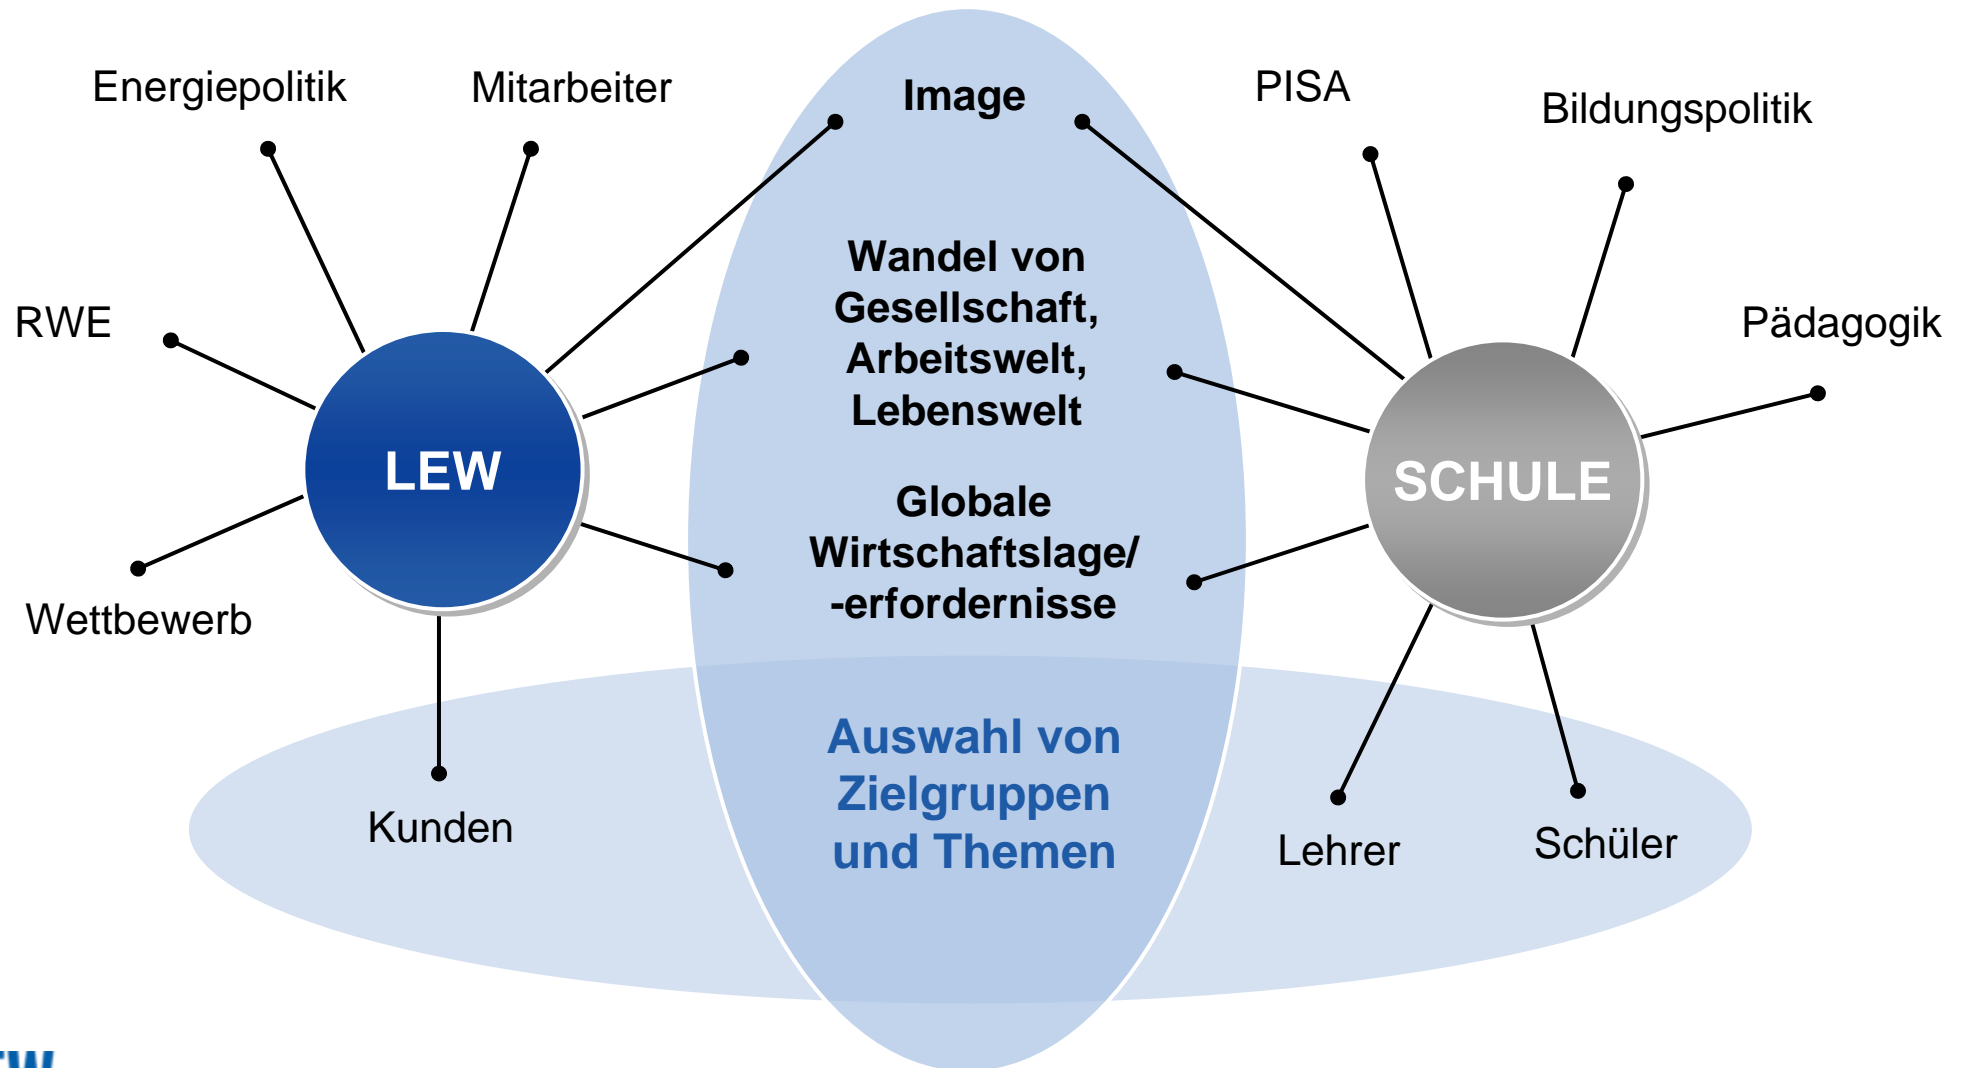 Energiepolitik
Mitarbeiter
Image
PISA
Bildungspolitik
RWE
Wandel von
Gesellschaft,
Arbeitswelt,
Lebenswelt
Pädagogik
LEW
SCHULE
Globale
Wirtschaftslage/
-erfordernisse
Wettbewerb
Auswahl von
Zielgruppen
und Themen
Kunden
Lehrer
Schüler